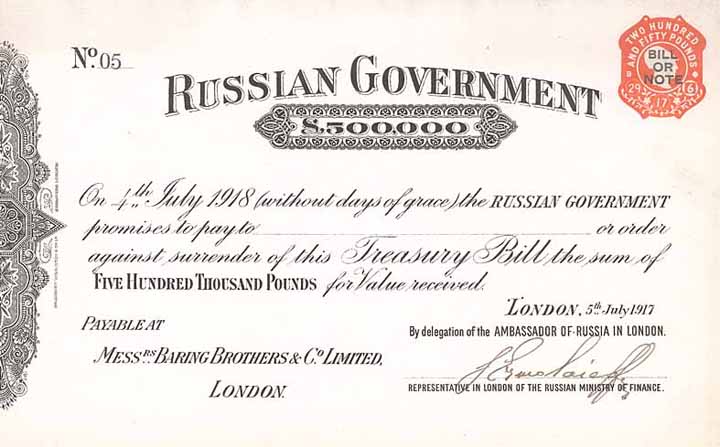 No. 05
RUSSIAN GOVERNMENT
£500,000
TWO HUNDRED AND FIFTY POUNDS
BILL
OR
NOTE
29 6
17
On 4th July 1918 (without days of grace) the RUSSIAN GOVERNMENT
promises to pay to or order
against surrender of this Treasury Bill the sum of
FIVE HUNDRED THOUSAND POUNDS for Value received.
LONDON, 5th July 1917
By delegation of the AMBASSADOR OF RUSSIA IN LONDON.
PAYABLE AT
MESSRS. BARING BROTHERS & CO LIMITED,
LONDON.
REPRESENTATIVE IN LONDON OF THE RUSSIAN MINISTRY OF FINANCE.